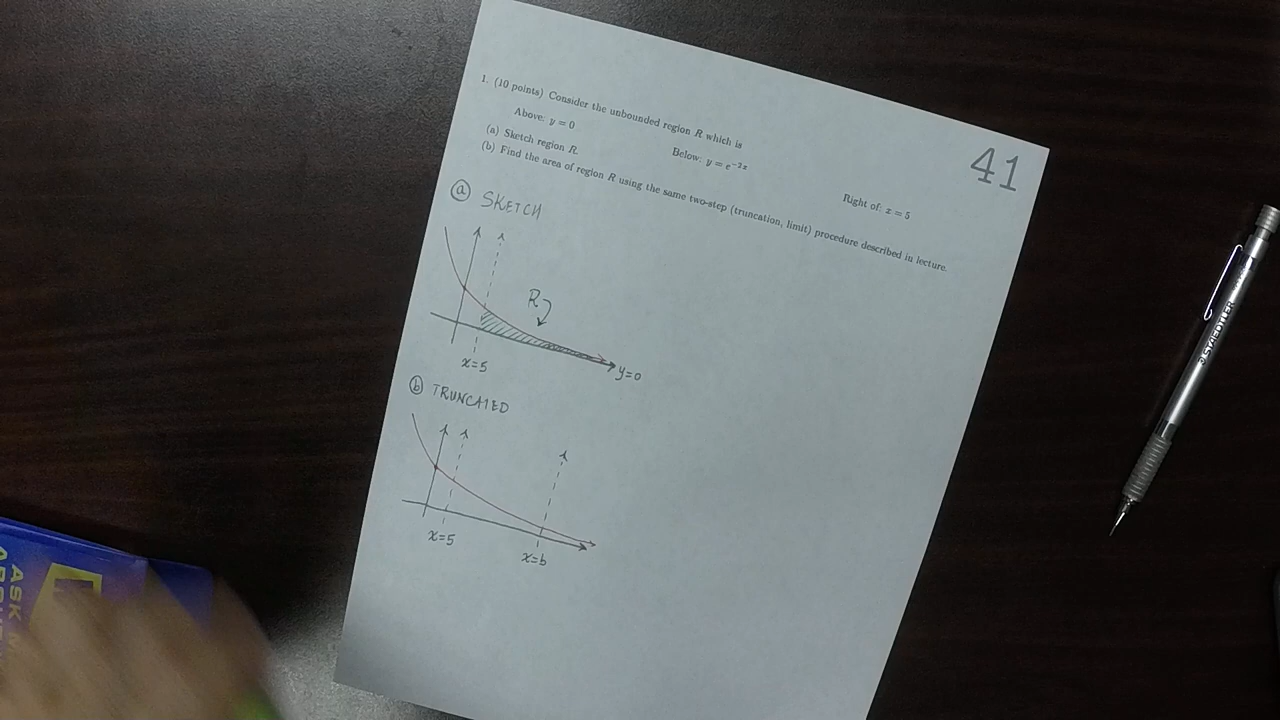 41
1. (10 points) Consider the unbounded region R which is
Above: y = 0 Below: y = e^{-2x} Right of: x = 5
(a) Sketch region R.
(b) Find the area of region R using the same two-step (truncation, limit) procedure described in lecture.
ⓐ SKETCH
R
x=5
y=0
ⓑ TRUNCATED
x=5
x=b
STAEDTLER
ASK